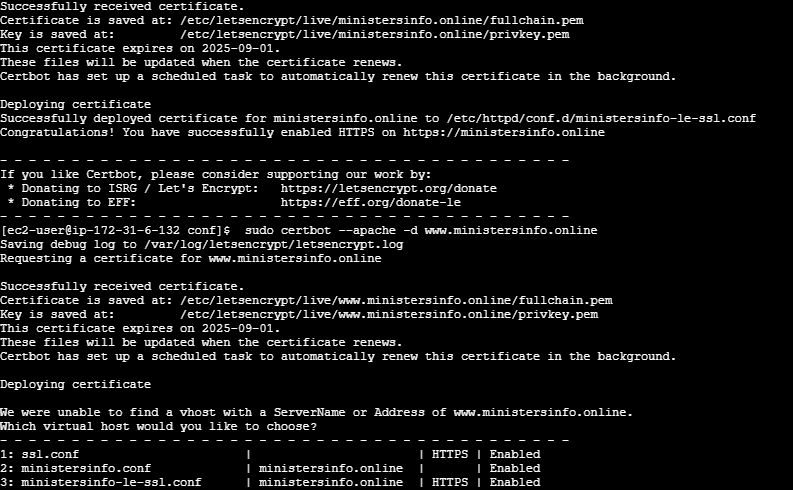 Successfully received certificate.
Certificate is saved at: /etc/letsencrypt/live/ministersinfo.online/fullchain.pem
Key is saved at:         /etc/letsencrypt/live/ministersinfo.online/privkey.pem
This certificate expires on 2025-09-01.
These files will be updated when the certificate renews.
Certbot has set up a scheduled task to automatically renew this certificate in the background.

Deploying certificate
Successfully deployed certificate for ministersinfo.online to /etc/httpd/conf.d/ministersinfo-le-ssl.conf
Congratulations! You have successfully enabled HTTPS on https://ministersinfo.online

- - - - - - - - - - - - - - - - - - - - - - - - - - - - - - - - - - - - - - - -
If you like Certbot, please consider supporting our work by:
 * Donating to ISRG / Let's Encrypt:   https://letsencrypt.org/donate
 * Donating to EFF:                    https://eff.org/donate-le
- - - - - - - - - - - - - - - - - - - - - - - - - - - - - - - - - - - - - - - -
[ec2-user@ip-172-31-6-132 conf]$  sudo certbot --apache -d www.ministersinfo.online
Saving debug log to /var/log/letsencrypt/letsencrypt.log
Requesting a certificate for www.ministersinfo.online

Successfully received certificate.
Certificate is saved at: /etc/letsencrypt/live/www.ministersinfo.online/fullchain.pem
Key is saved at:         /etc/letsencrypt/live/www.ministersinfo.online/privkey.pem
This certificate expires on 2025-09-01.
These files will be updated when the certificate renews.
Certbot has set up a scheduled task to automatically renew this certificate in the background.

Deploying certificate

We were unable to find a vhost with a ServerName or Address of www.ministersinfo.online.
Which virtual host would you like to choose?
- - - - - - - - - - - - - - - - - - - - - - - - - - - - - - - - - - - - - - - -
1: ssl.conf                       |                       | HTTPS | Enabled
2: ministersinfo.conf             | ministersinfo.online  |       | Enabled
3: ministersinfo-le-ssl.conf      | ministersinfo.online  | HTTPS | Enabled